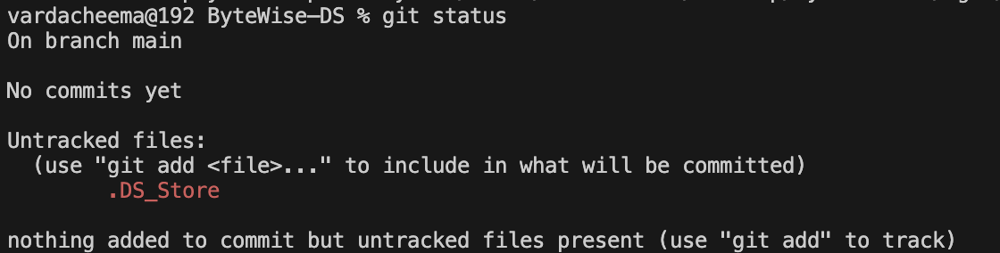 vardacheema@192 ByteWise-DS % git status
On branch main
No commits yet
Untracked files:
(use "git add <file>..." to include in what will be committed)
.DS_Store
nothing added to commit but untracked files present (use "git add" to track)